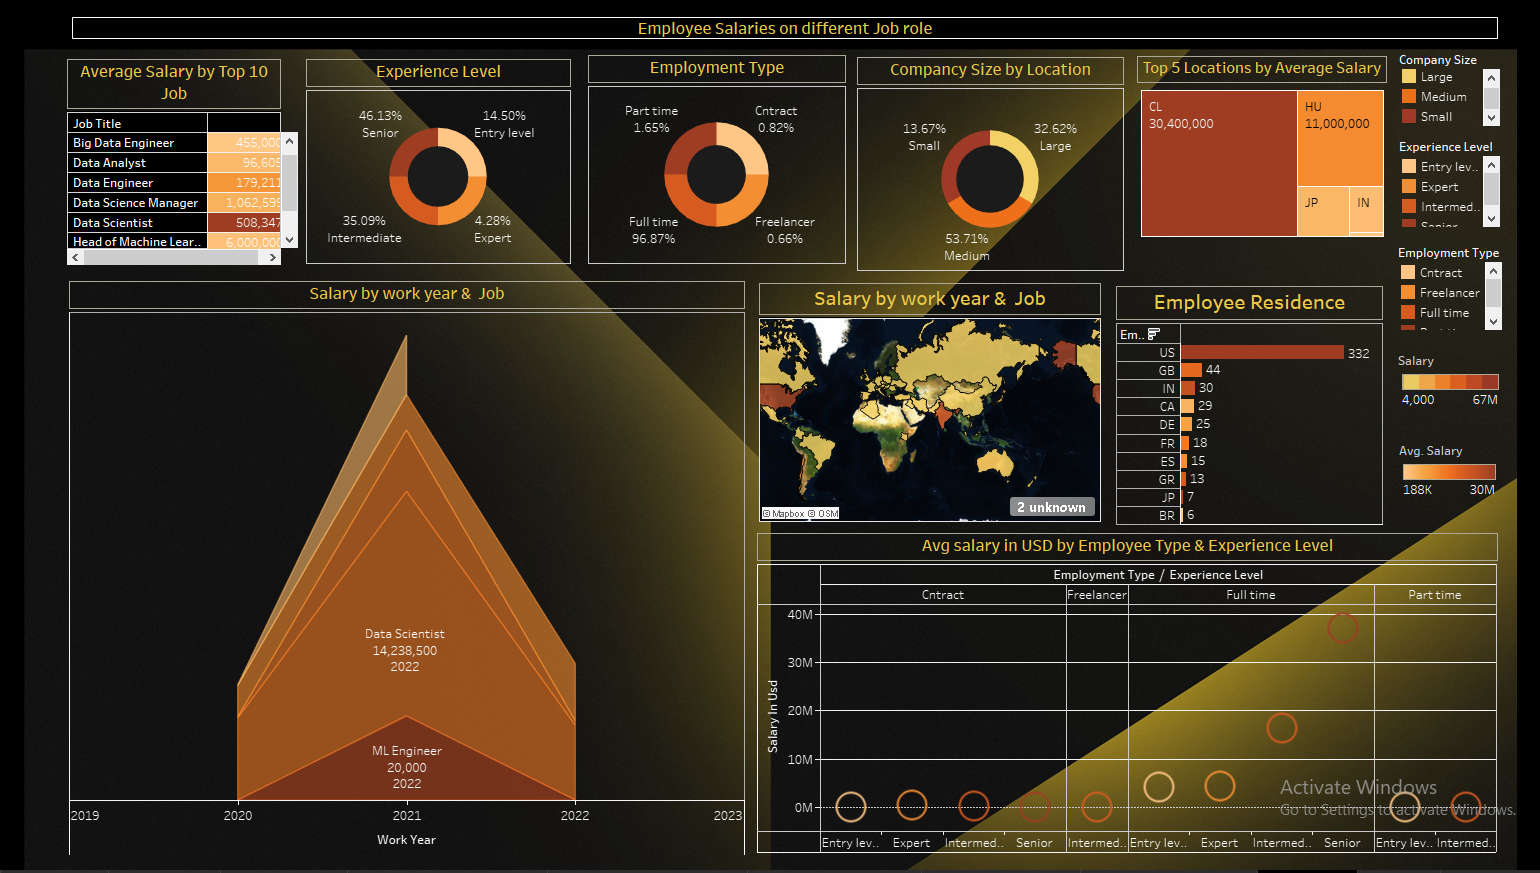 Employee Salaries on different Job role
Average Salary by Top 10
Job
Job Title
Big Data Engineer 455,000
Data Analyst 96,605
Data Engineer 179,211
Data Science Manager 1,062,599
Data Scientist 508,347
Head of Machine Lear.. 6,000,000
Experience Level
46.13% 14.50%
Senior Entry level
35.09% 4.28%
Intermediate Expert
Employment Type
Part time Cntract
1.65% 0.82%
Full time Freelancer
96.87% 0.66%
Compancy Size by Location
13.67% 32.62%
Small Large
53.71%
Medium
Top 5 Locations by Average Salary
CL HU
30,400,000 11,000,000
JP IN
Company Size
Large
Medium
Small
Experience Level
Entry lev..
Expert
Intermed..
Senior
Employment Type
Cntract
Freelancer
Full time
Salary
4,000 67M
Avg. Salary
188K 30M
Salary by work year & Job
Data Scientist
14,238,500
2022
ML Engineer
20,000
2022
2019 2020 2021 2022 2023
Work Year
Salary by work year & Job
© Mapbox © OSM
2 unknown
Employee Residence
Em..
US 332
GB 44
IN 30
CA 29
DE 25
FR 18
ES 15
GR 13
JP 7
BR 6
Avg salary in USD by Employee Type & Experience Level
Employment Type / Experience Level
Cntract Freelancer Full time Part time
Salary In Usd
40M
30M
20M
10M
0M
Entry lev.. Expert Intermed.. Senior Intermed.. Entry lev.. Expert Intermed.. Senior Entry lev.. Intermed..
Activate Windows
Go to Settings to activate Windows.